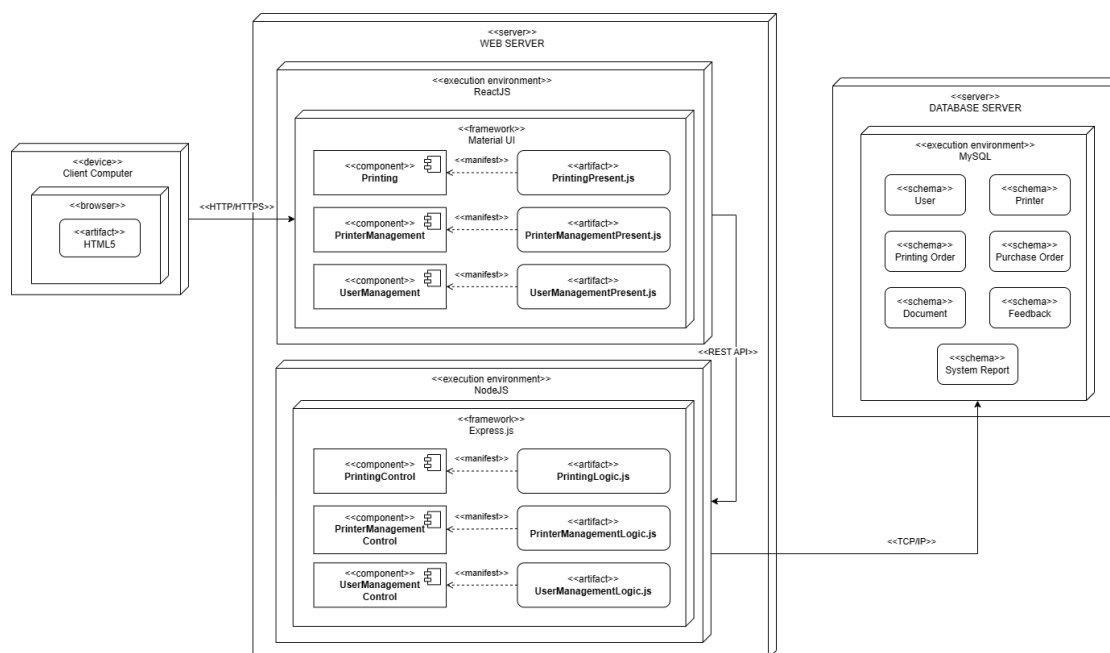 <<server>>
WEB SERVER
<<execution environment>>
ReactJS
<<framework>>
Material UI
<<component>>
Printing
<<manifest>>
<<artifact>>
PrintingPresent.js
<<component>>
PrinterManagement
<<manifest>>
<<artifact>>
PrinterManagementPresent.js
<<component>>
UserManagement
<<manifest>>
<<artifact>>
UserManagementPresent.js
<<device>>
Client Computer
<<browser>>
<<artifact>>
HTML5
<<HTTP/HTTPS>>
<<REST API>>
<<execution environment>>
NodeJS
<<framework>>
Express.js
<<component>>
PrintingControl
<<manifest>>
<<artifact>>
PrintingLogic.js
<<component>>
PrinterManagement
Control
<<manifest>>
<<artifact>>
PrinterManagementLogic.js
<<component>>
UserManagement
Control
<<manifest>>
<<artifact>>
UserManagementLogic.js
<<TCP/IP>>
<<server>>
DATABASE SERVER
<<execution environment>>
MySQL
<<schema>>
User
<<schema>>
Printer
<<schema>>
Printing Order
<<schema>>
Purchase Order
<<schema>>
Document
<<schema>>
Feedback
<<schema>>
System Report